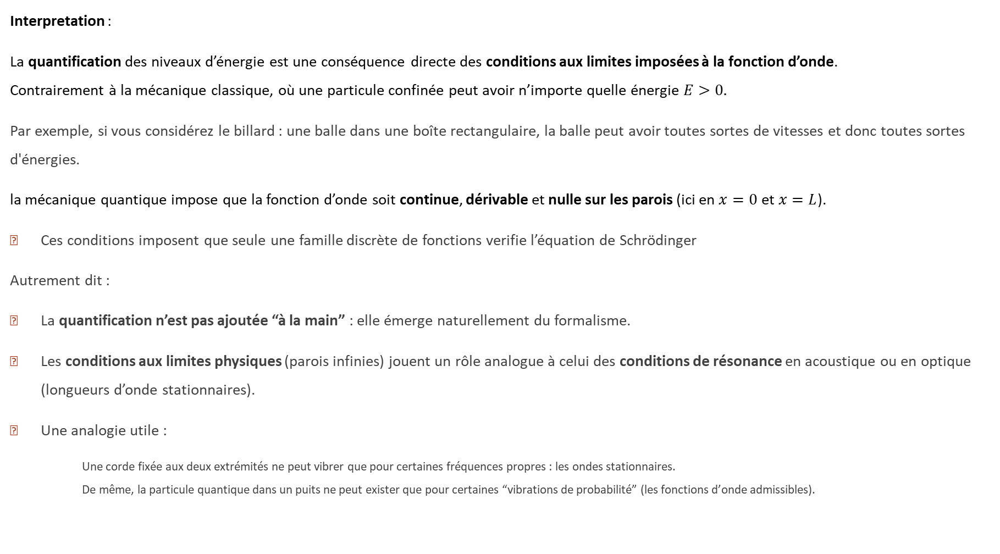 Interpretation :
La quantification des niveaux d’énergie est une conséquence directe des conditions aux limites imposées à la fonction d’onde.
Contrairement à la mécanique classique, où une particule confinée peut avoir n’importe quelle énergie E > 0.
Par exemple, si vous considérez le billard : une balle dans une boîte rectangulaire, la balle peut avoir toutes sortes de vitesses et donc toutes sortes
d'énergies.
la mécanique quantique impose que la fonction d’onde soit continue, dérivable et nulle sur les parois (ici en x = 0 et x = L).
Ces conditions imposent que seule une famille discrète de fonctions verifie l’équation de Schrödinger
Autrement dit :
La quantification n’est pas ajoutée “à la main” : elle émerge naturellement du formalisme.
Les conditions aux limites physiques (parois infinies) jouent un rôle analogue à celui des conditions de résonance en acoustique ou en optique
(longueurs d’onde stationnaires).
Une analogie utile :
Une corde fixée aux deux extrémités ne peut vibrer que pour certaines fréquences propres : les ondes stationnaires.
De même, la particule quantique dans un puits ne peut exister que pour certaines “vibrations de probabilité” (les fonctions d’onde admissibles).